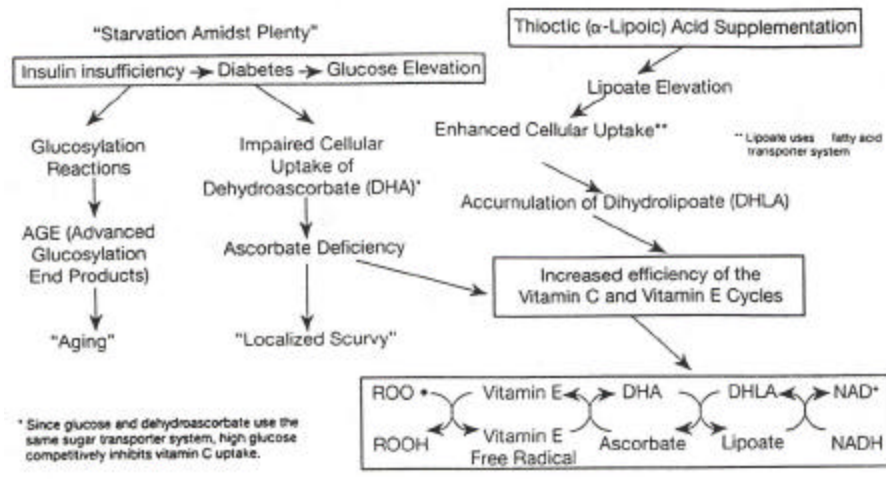 "Starvation Amidst Plenty"
Insulin insufficiency → Diabetes → Glucose Elevation
Glucosylation
Reactions
AGE (Advanced
Glucosylation
End Products)
"Aging"
Impaired Cellular
Uptake of
Dehydroascorbate (DHA)*
Ascorbate Deficiency
"Localized Scurvy"
* Since glucose and dehydroascorbate use the
same sugar transporter system, high glucose
competitively inhibits vitamin C uptake.
Thioctic (α-Lipoic) Acid Supplementation
Lipoate Elevation
Enhanced Cellular Uptake**
** Lipoate uses fatty acid
transporter system
Accumulation of Dihydrolipoate (DHLA)
Increased efficiency of the
Vitamin C and Vitamin E Cycles
ROO • Vitamin E DHA DHLA NAD+
ROOH Vitamin E Ascorbate Lipoate NADH
Free Radical